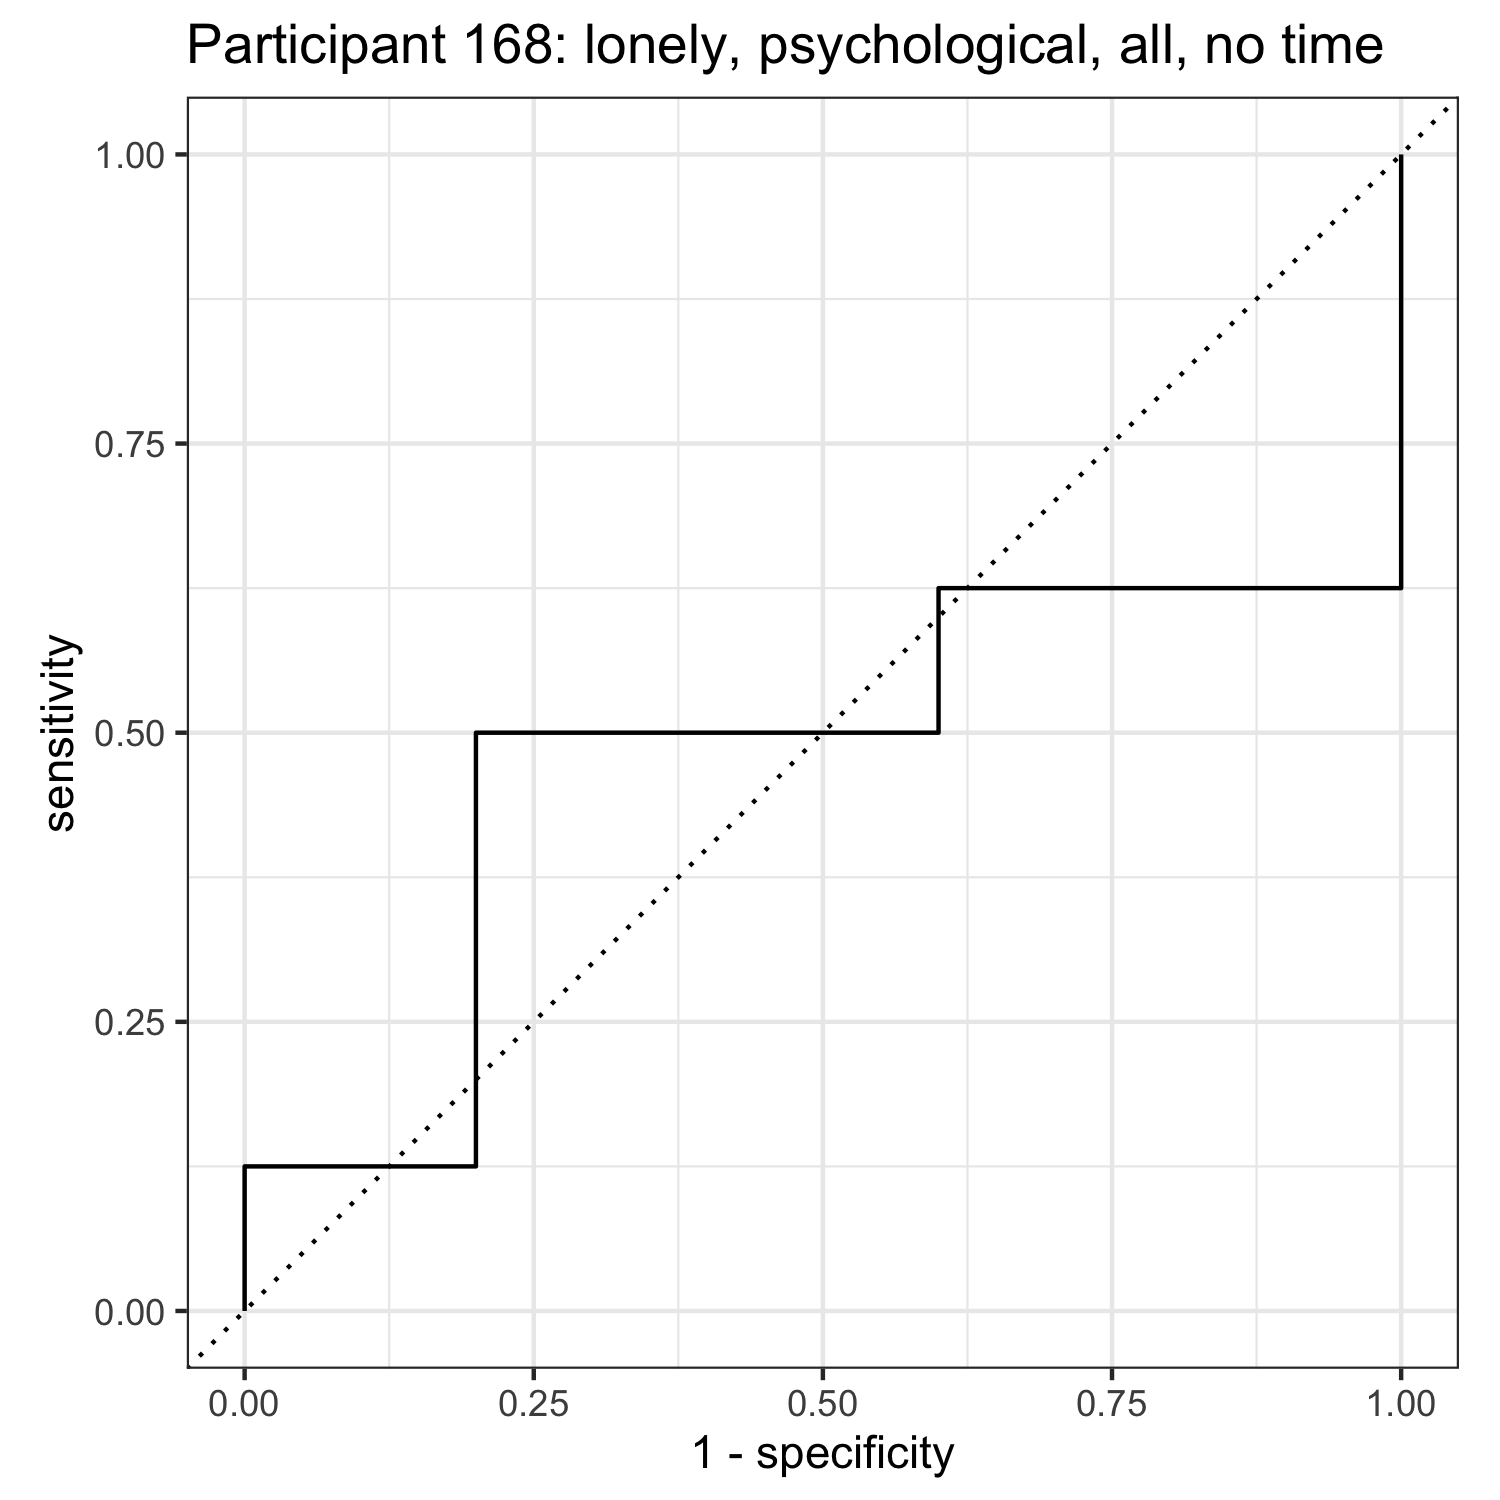 Participant 168: lonely, psychological, all, no time
1.00
0.75
0.50
0.25
0.00
sensitivity
0.00 0.25 0.50 0.75 1.00
1 - specificity